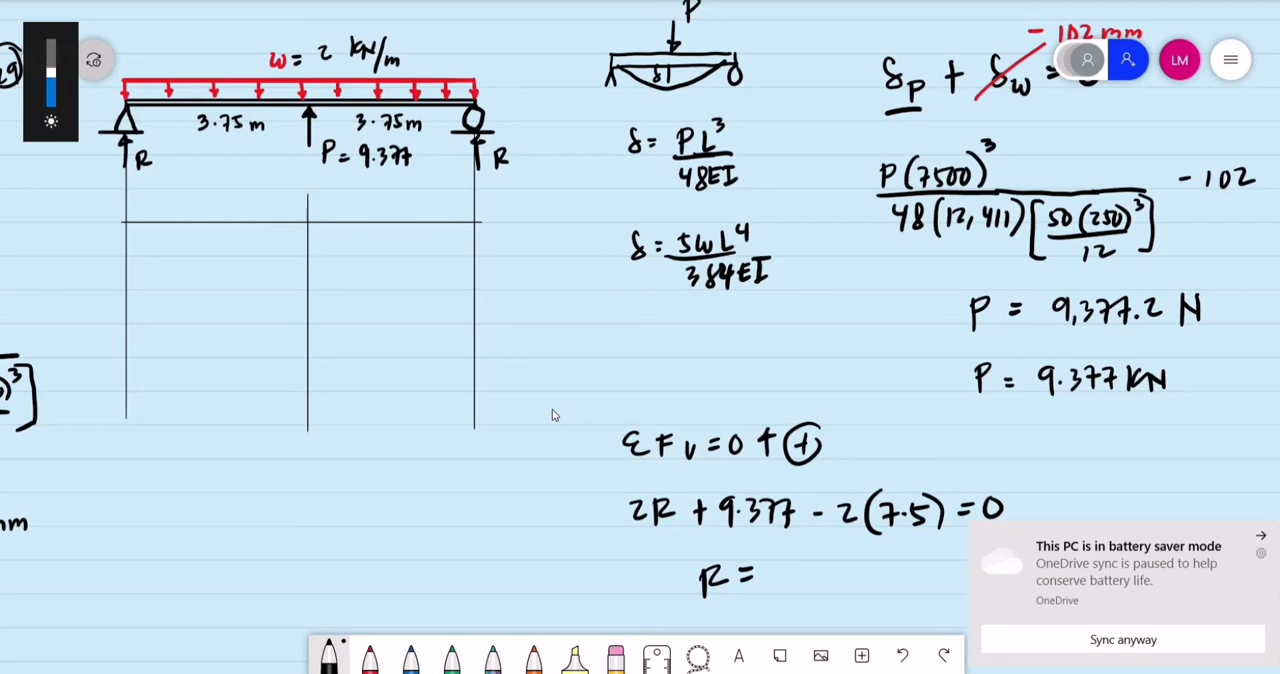 29
w = 2 kN/m
3.75 m 3.75 m
P = 9.377
R R
)³]
mm
P
δ
δ = PL³ / 48EI
δ = 5wL⁴ / 384EI
- 102 mm
δp + δw =
P(7500)³ / 48(12,411)[50(250)³ / 12] - 102
P = 9,377.2 N
P = 9.377 KN
ΣFv = 0 ↑ (+)
2R + 9.377 - 2(7.5) = 0
R =
LM
This PC is in battery saver mode
OneDrive sync is paused to help
conserve battery life.
OneDrive
Sync anyway
A